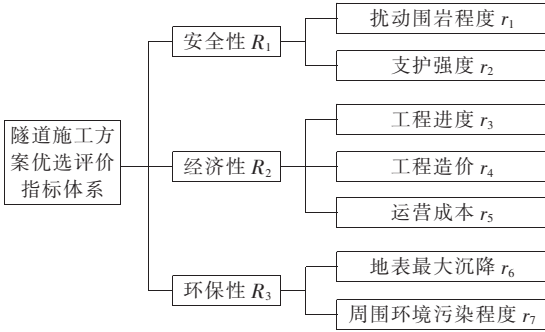 隧道施工方
案优选评价
指标体系
安全性 R₁
经济性 R₂
环保性 R₃
扰动围岩程度 r₁
支护强度 r₂
工程进度 r₃
工程造价 r₄
运营成本 r₅
地表最大沉降 r₆
周围环境污染程度 r₇